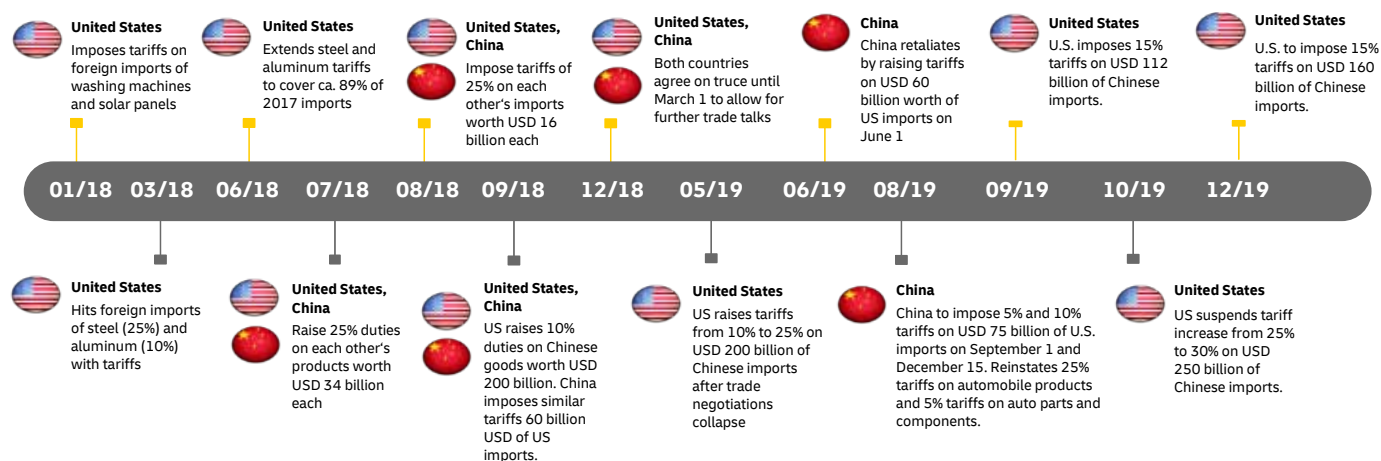 United States
Imposes tariffs on
foreign imports of
washing machines
and solar panels
United States
Extends steel and
aluminum tariffs
to cover ca. 89% of
2017 imports
United States,
China
Impose tariffs of
25% on each
other‘s imports
worth USD 16
billion each
United States,
China
Both countries
agree on truce until
March 1 to allow for
further trade talks
China
China retaliates
by raising tariffs
on USD 60
billion worth of
US imports on
June 1
United States
U.S. imposes 15%
tariffs on USD 112
billion of Chinese
imports.
United States
U.S. to impose 15%
tariffs on USD 160
billion of Chinese
imports.
01/18 03/18 06/18 07/18 08/18 09/18 12/18 05/19 06/19 08/19 09/19 10/19 12/19
United States
Hits foreign imports
of steel (25%) and
aluminum (10%)
with tariffs
United States,
China
Raise 25% duties
on each other‘s
products worth
USD 34 billion
each
United States,
China
US raises 10%
duties on Chinese
goods worth USD
200 billion. China
imposes similar
tariffs 60 billion
USD of US
imports.
United States
US raises tariffs
from 10% to 25% on
USD 200 billion of
Chinese imports
after trade
negotiations
collapse
China
China to impose 5% and 10%
tariffs on USD 75 billion of U.S.
imports on September 1 and
December 15. Reinstates 25%
tariffs on automobile products
and 5% tariffs on auto parts and
components.
United States
US suspends tariff
increase from 25%
to 30% on USD
250 billion of
Chinese imports.